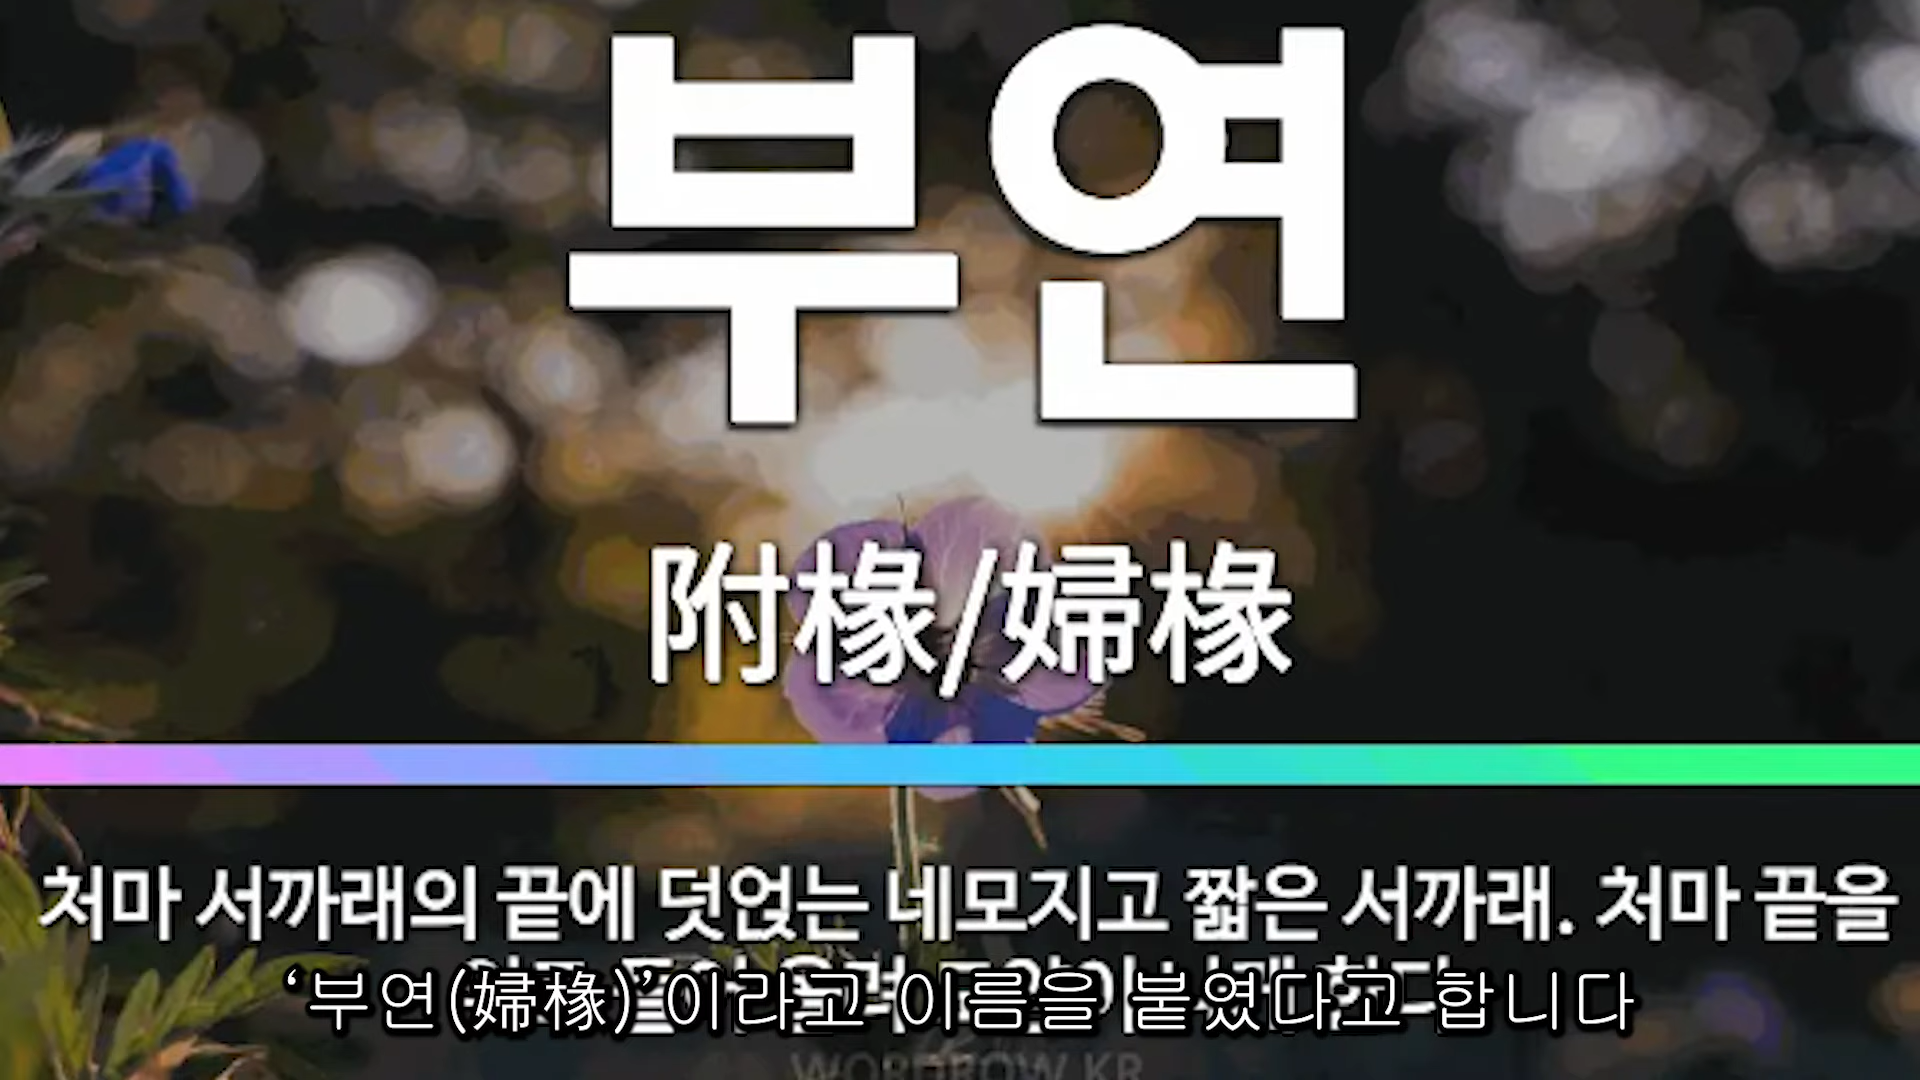 부연
附椽/婦椽
처마 서까래의 끝에 덧얹는 네모지고 짧은 서까래. 처마 끝을
‘부연(婦椽)’이라고 이름을 붙였다고 합니다
WORDROW.KR